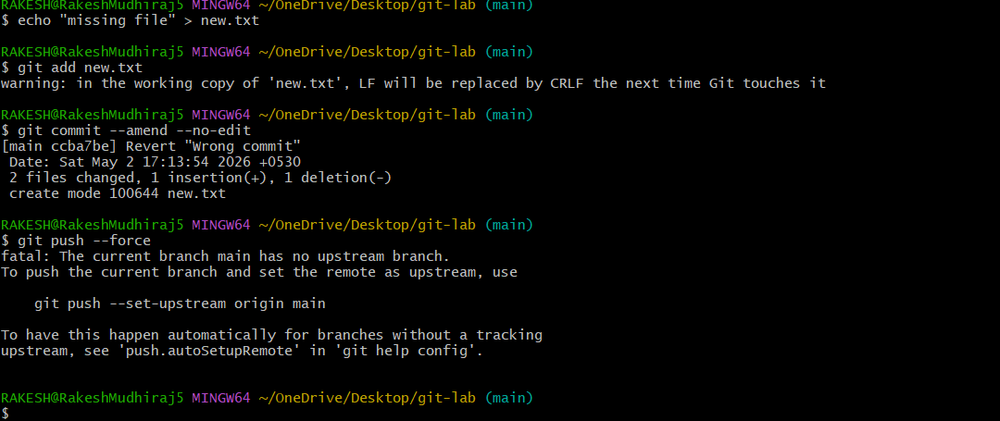 RAKESH@RakeshMudhiraj5 MINGW64 ~/OneDrive/Desktop/git-lab (main)
$ echo "missing file" > new.txt
RAKESH@RakeshMudhiraj5 MINGW64 ~/OneDrive/Desktop/git-lab (main)
$ git add new.txt
warning: in the working copy of 'new.txt', LF will be replaced by CRLF the next time Git touches it
RAKESH@RakeshMudhiraj5 MINGW64 ~/OneDrive/Desktop/git-lab (main)
$ git commit --amend --no-edit
[main ccba7be] Revert "Wrong commit"
 Date: Sat May 2 17:13:54 2026 +0530
 2 files changed, 1 insertion(+), 1 deletion(-)
 create mode 100644 new.txt
RAKESH@RakeshMudhiraj5 MINGW64 ~/OneDrive/Desktop/git-lab (main)
$ git push --force
fatal: The current branch main has no upstream branch.
To push the current branch and set the remote as upstream, use
    git push --set-upstream origin main
To have this happen automatically for branches without a tracking
upstream, see 'push.autoSetupRemote' in 'git help config'.
RAKESH@RakeshMudhiraj5 MINGW64 ~/OneDrive/Desktop/git-lab (main)
$